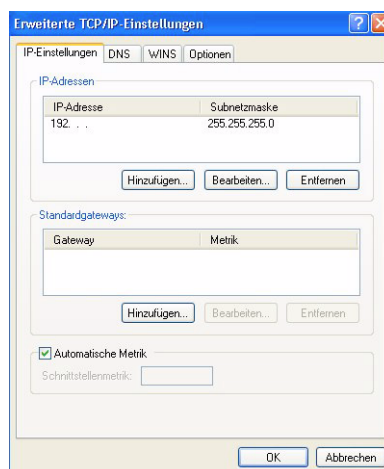 Erweiterte TCP/IP-Einstellungen
IP-Einstellungen DNS WINS Optionen
IP-Adressen
IP-Adresse Subnetzmaske
192. . . 255.255.255.0
Hinzufügen... Bearbeiten... Entfernen
Standardgateways:
Gateway Metrik
Hinzufügen... Bearbeiten... Entfernen
Automatische Metrik
Schnittstellenmetrik:
OK Abbrechen